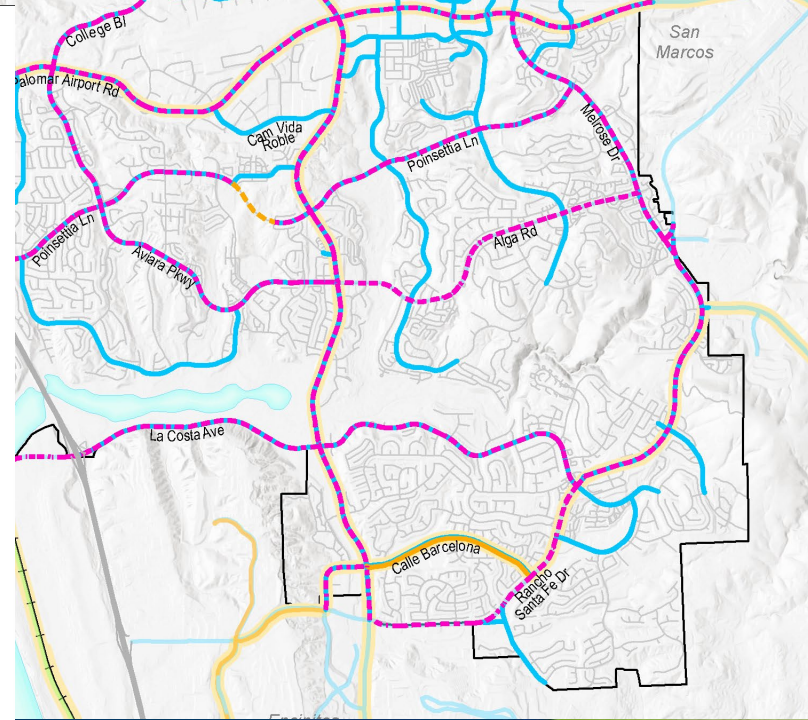 College Bl
San
Marcos
Palomar Airport Rd
Cam Vida
Roble
Melrose Dr
Poinsettia Ln
Poinsettia Ln
Alga Rd
Aviara Pkwy
La Costa Ave
Calle Barcelona
Rancho
Santa Fe Dr
Encinitas